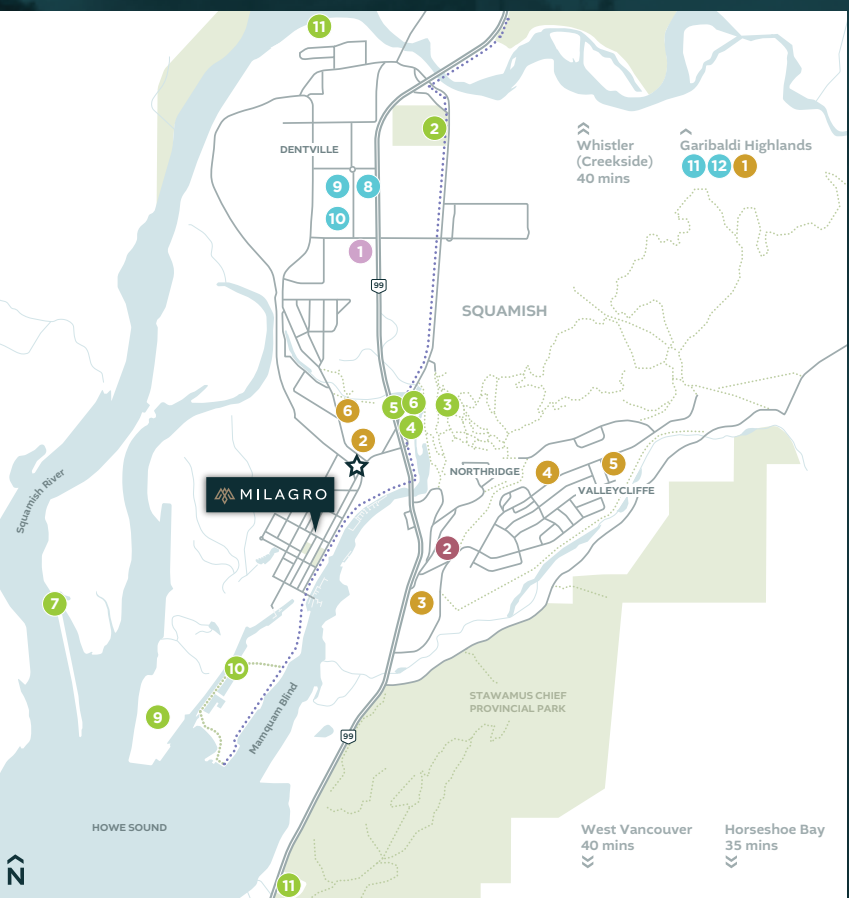 11
2
DENTVILLE
Whistler
(Creekside)
40 mins
Garibaldi Highlands
11 12 1
9 8
10
1
99
SQUAMISH
6
5 6
3
4
2
NORTHRIDGE
4
5
VALLEYCLIFFE
MILAGRO
Squamish River
2
7
3
10
9
Mamquam Blind
STAWAMUS CHIEF
PROVINCIAL PARK
99
HOWE SOUND
West Vancouver
40 mins
Horseshoe Bay
35 mins
N
11